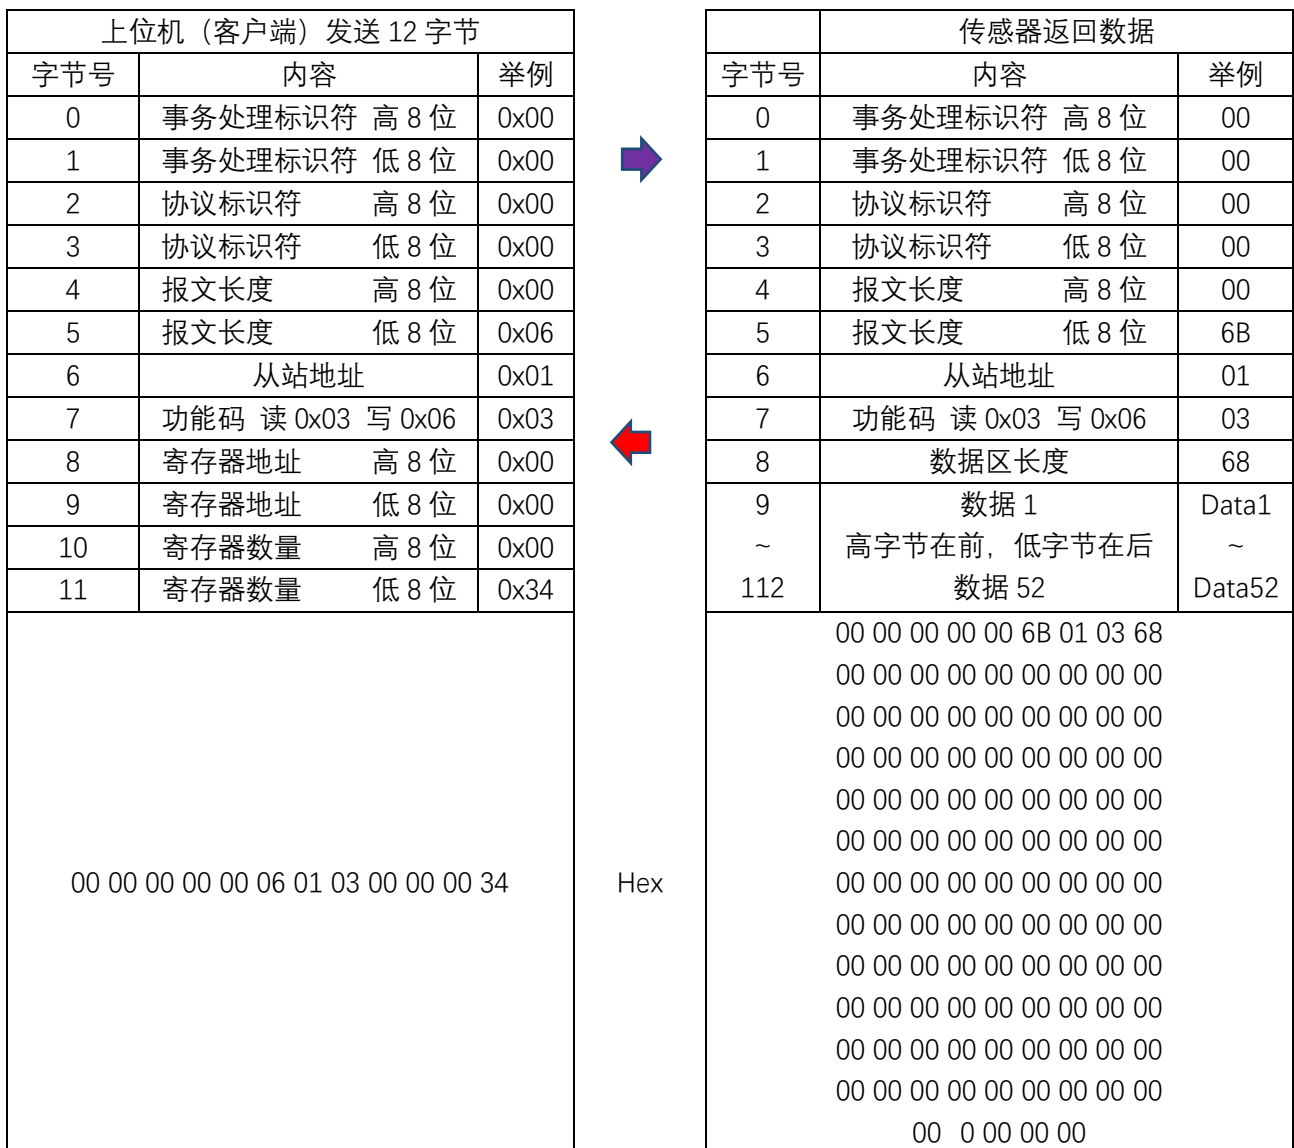 上位机（客户端）发送 12 字节
字节号 内容 举例
0 事务处理标识符 高 8 位 0x00
1 事务处理标识符 低 8 位 0x00
2 协议标识符 高 8 位 0x00
3 协议标识符 低 8 位 0x00
4 报文长度 高 8 位 0x00
5 报文长度 低 8 位 0x06
6 从站地址 0x01
7 功能码 读 0x03 写 0x06 0x03
8 寄存器地址 高 8 位 0x00
9 寄存器地址 低 8 位 0x00
10 寄存器数量 高 8 位 0x00
11 寄存器数量 低 8 位 0x34
00 00 00 00 00 06 01 03 00 00 00 34
Hex
传感器返回数据
字节号 内容 举例
0 事务处理标识符 高 8 位 00
1 事务处理标识符 低 8 位 00
2 协议标识符 高 8 位 00
3 协议标识符 低 8 位 00
4 报文长度 高 8 位 00
5 报文长度 低 8 位 6B
6 从站地址 01
7 功能码 读 0x03 写 0x06 03
8 数据区长度 68
9 数据 1 Data1
~ 高字节在前，低字节在后 ~
112 数据 52 Data52
00 00 00 00 00 6B 01 03 68
00 00 00 00 00 00 00 00 00
00 00 00 00 00 00 00 00 00
00 00 00 00 00 00 00 00 00
00 00 00 00 00 00 00 00 00
00 00 00 00 00 00 00 00 00
00 00 00 00 00 00 00 00 00
00 00 00 00 00 00 00 00 00
00 00 00 00 00 00 00 00 00
00 00 00 00 00 00 00 00 00
00 00 00 00 00 00 00 00 00
00 00 00 00 00 00 00 00 00
00 0 00 00 00